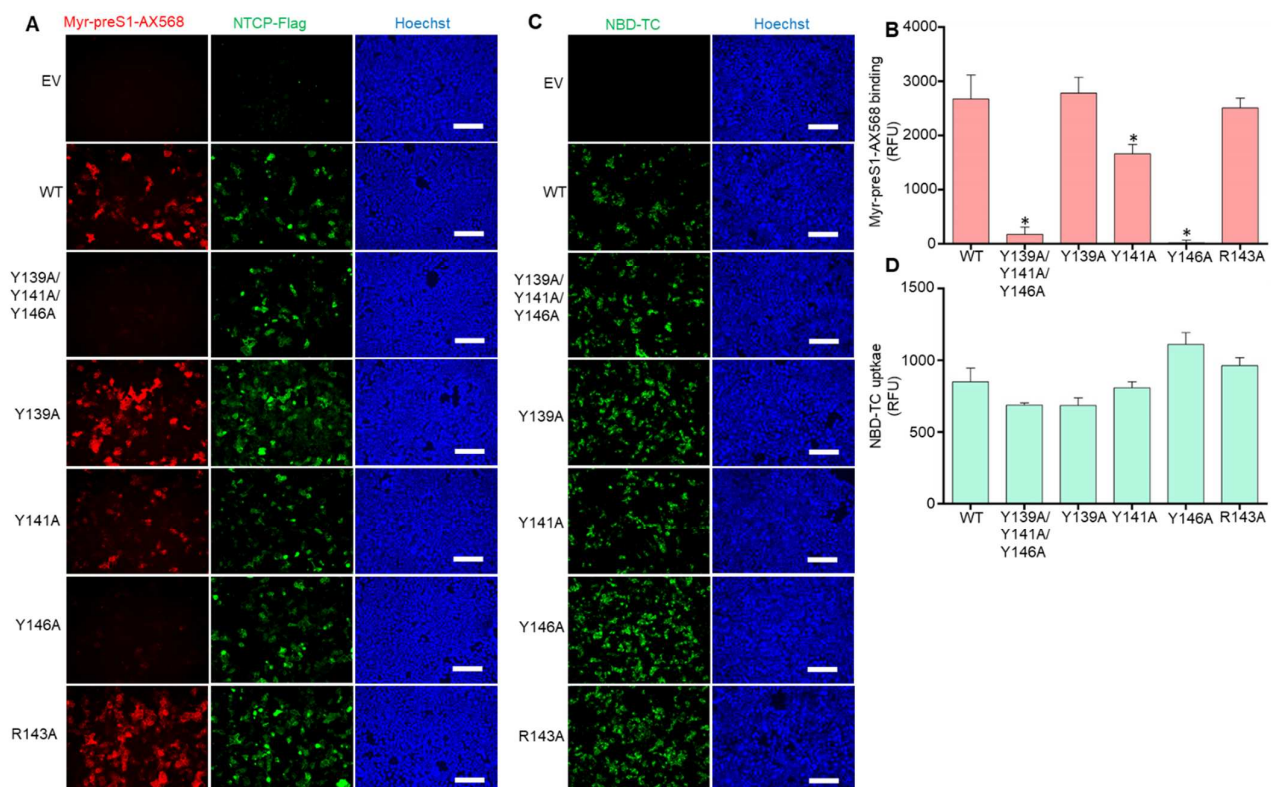 A
Myr-preS1-AX568
NTCP-Flag
Hoechst
EV
WT
Y139A/
Y141A/
Y146A
Y139A
Y141A
Y146A
R143A
C
NBD-TC
Hoechst
EV
WT
Y139A/
Y141A/
Y146A
Y139A
Y141A
Y146A
R143A
B
Myr-preS1-AX568 binding
(RFU)
4000
3000
2000
1000
0
*
*
*
WT
Y139A/
Y141A/
Y146A
Y139A
Y141A
Y146A
R143A
D
NBD-TC uptkae
(RFU)
1500
1000
500
0
WT
Y139A/
Y141A/
Y146A
Y139A
Y141A
Y146A
R143A